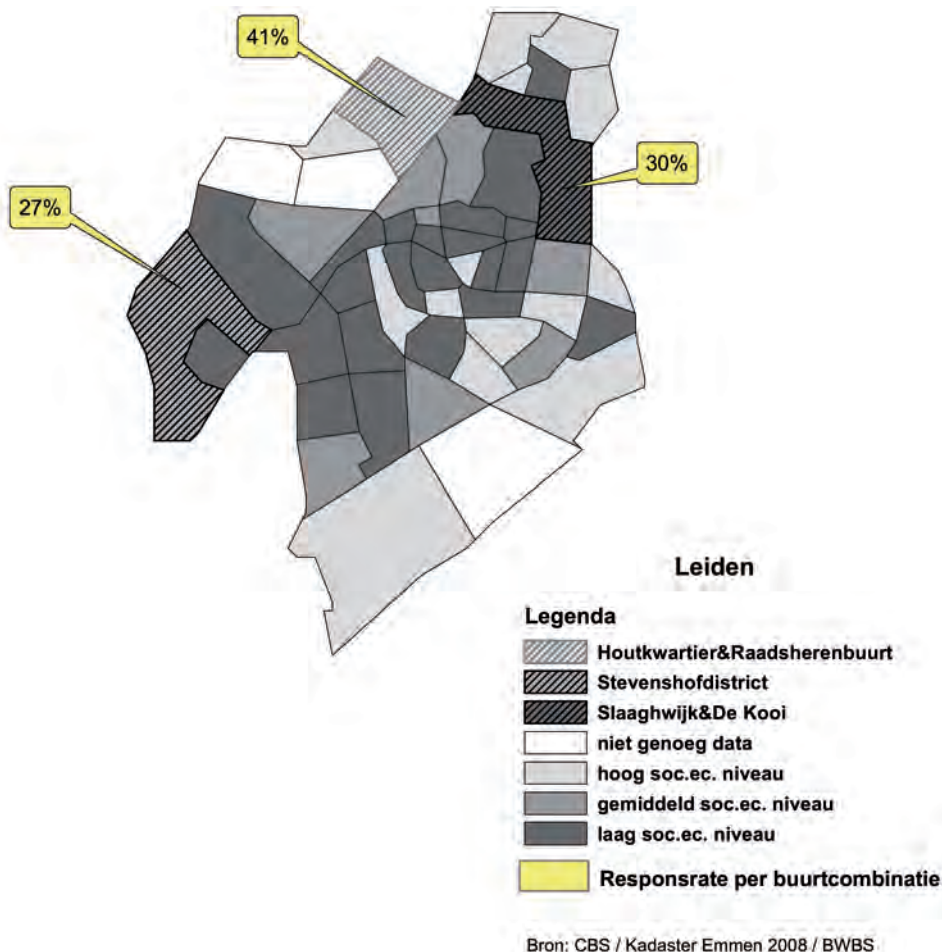 41%
30%
27%
Leiden
Legenda
Houtkwartier&Raadsherenbuurt
Stevenshofdistrict
Slaaghwijk&De Kooi
niet genoeg data
hoog soc.ec. niveau
gemiddeld soc.ec. niveau
laag soc.ec. niveau
Responsrate per buurtcombinatie
Bron: CBS / Kadaster Emmen 2008 / BWBS